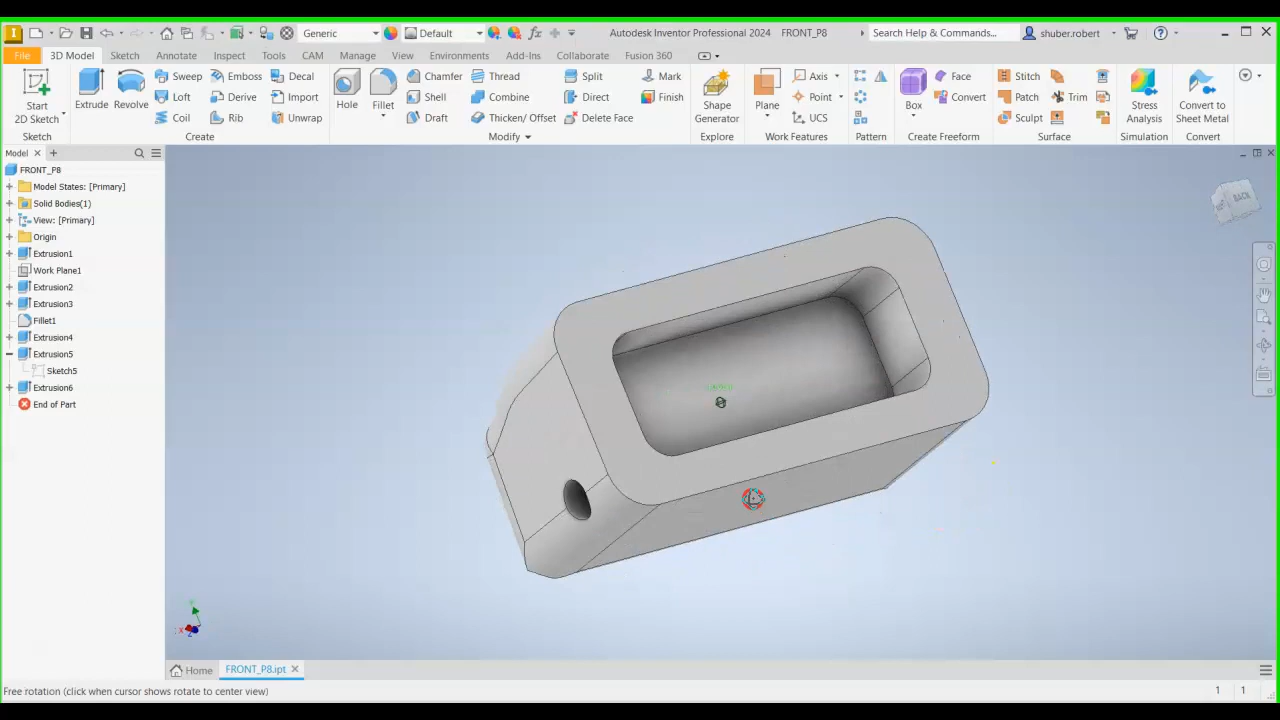 Generic
Default
Autodesk Inventor Professional 2024 FRONT_P8
Search Help & Commands...
shuber.robert
File 3D Model Sketch Annotate Inspect Tools Manage View Environments Add-Ins Collaborate Fusion 360 CAM
Start
2D Sketch
Sketch
Extrude
Revolve
Sweep
Loft
Coil
Emboss
Derive
Rib
Decal
Import
Unwrap
Create
Hole
Fillet
Chamfer
Shell
Draft
Thread
Combine
Thicken/ Offset
Split
Direct
Delete Face
Modify
Mark
Finish
Shape
Generator
Explore
Plane
Axis
Point
UCS
Work Features
Pattern
Box
Face
Convert
Create Freeform
Stitch
Patch
Sculpt
Trim
Surface
Stress
Analysis
Simulation
Convert to
Sheet Metal
Convert
Model
FRONT_P8
Model States: [Primary]
Solid Bodies(1)
View: [Primary]
Origin
Extrusion1
Work Plane1
Extrusion2
Extrusion3
Fillet1
Extrusion4
Extrusion5
Sketch5
Extrusion6
End of Part
BACK
Home
FRONT_P8.ipt
Free rotation (click when cursor shows rotate to center view)
1 1